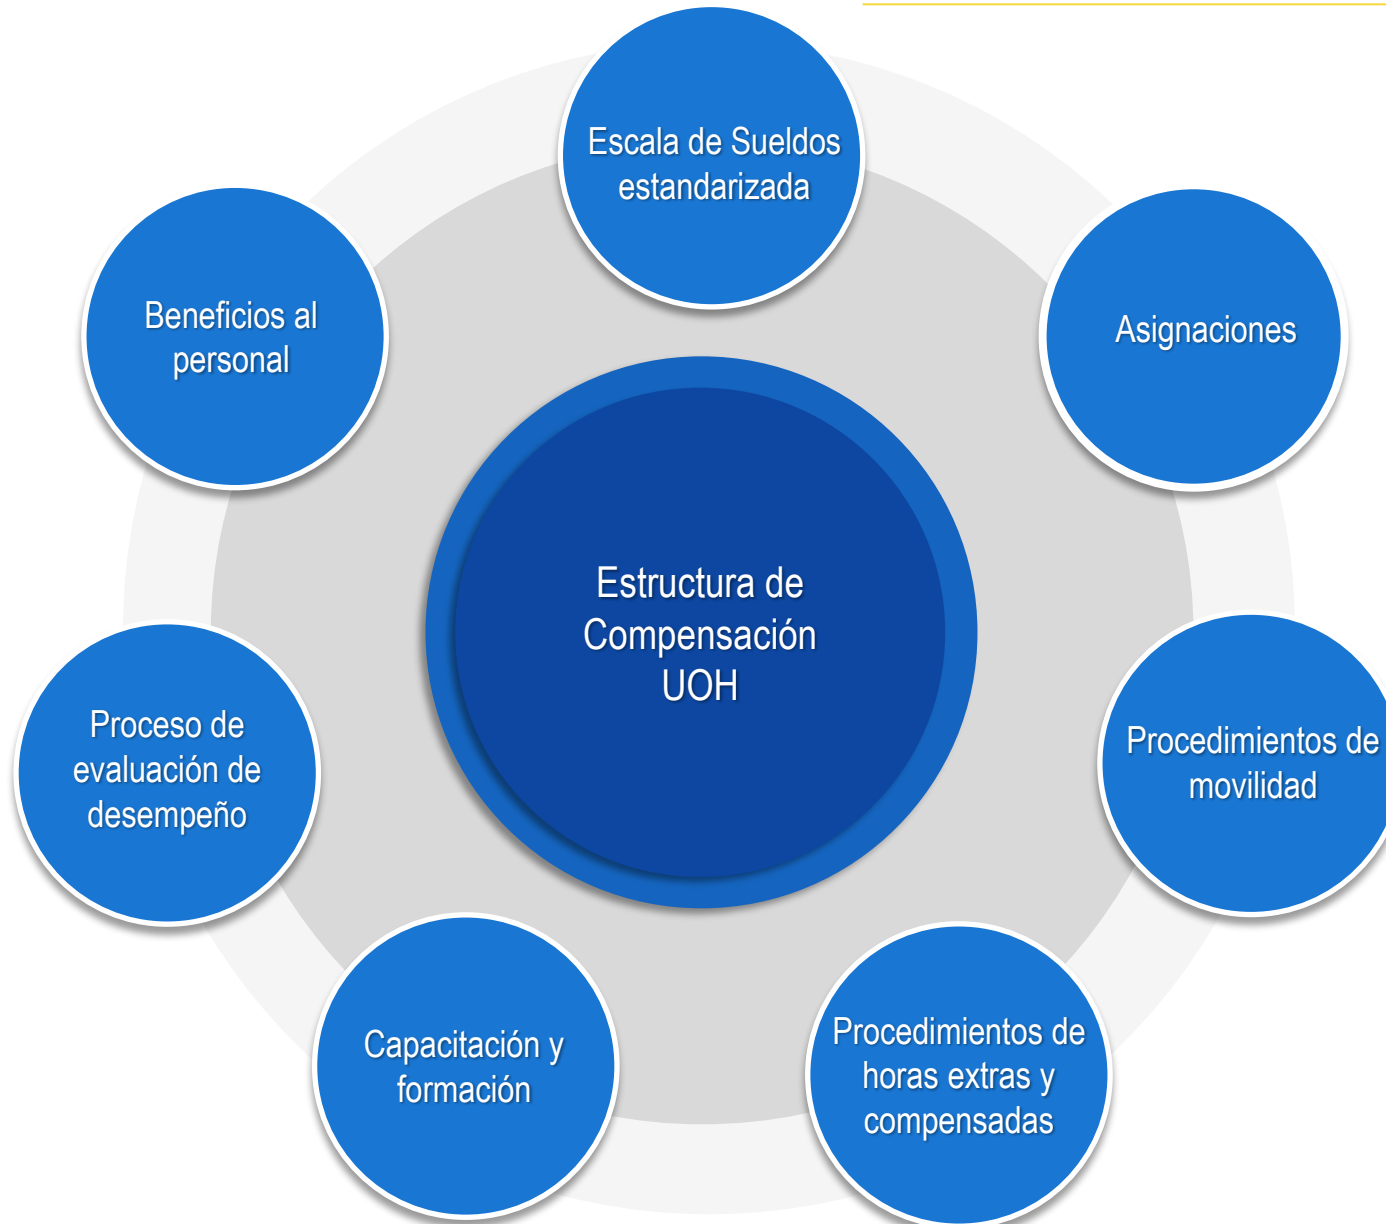 Escala de Sueldos
estandarizada
Asignaciones
Procedimientos de
movilidad
Procedimientos de
horas extras y
compensadas
Capacitación y
formación
Proceso de
evaluación de
desempeño
Beneficios al
personal
Estructura de
Compensación
UOH